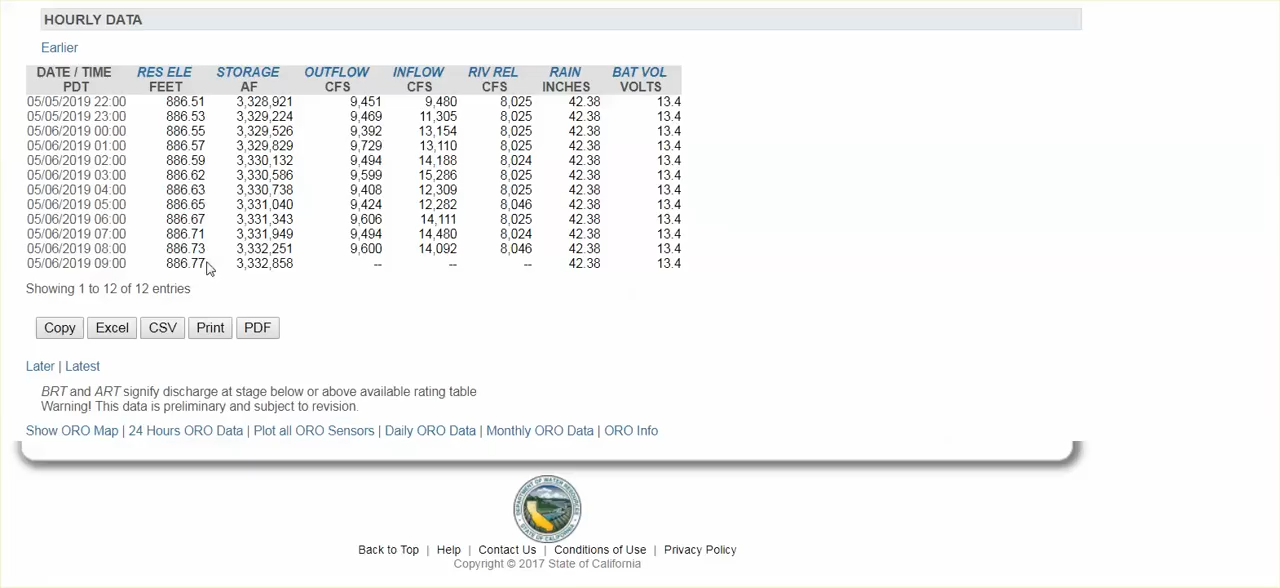 HOURLY DATA
Earlier
DATE / TIME RES ELE STORAGE OUTFLOW INFLOW RIV REL RAIN BAT VOL
PDT FEET AF CFS CFS CFS INCHES VOLTS
05/05/2019 22:00 886.51 3,328,921 9,451 9,480 8,025 42.38 13.4
05/05/2019 23:00 886.53 3,329,224 9,469 11,305 8,025 42.38 13.4
05/06/2019 00:00 886.55 3,329,526 9,392 13,154 8,025 42.38 13.4
05/06/2019 01:00 886.57 3,329,829 9,729 13,110 8,025 42.38 13.4
05/06/2019 02:00 886.59 3,330,132 9,494 14,188 8,024 42.38 13.4
05/06/2019 03:00 886.62 3,330,586 9,599 15,286 8,025 42.38 13.4
05/06/2019 04:00 886.63 3,330,738 9,408 12,309 8,025 42.38 13.4
05/06/2019 05:00 886.65 3,331,040 9,424 12,282 8,046 42.38 13.4
05/06/2019 06:00 886.67 3,331,343 9,606 14,111 8,025 42.38 13.4
05/06/2019 07:00 886.71 3,331,949 9,494 14,480 8,024 42.38 13.4
05/06/2019 08:00 886.73 3,332,251 9,600 14,092 8,046 42.38 13.4
05/06/2019 09:00 886.77 3,332,858 -- -- -- 42.38 13.4
Showing 1 to 12 of 12 entries
Copy Excel CSV Print PDF
Later | Latest
BRT and ART signify discharge at stage below or above available rating table
Warning! This data is preliminary and subject to revision.
Show ORO Map | 24 Hours ORO Data | Plot all ORO Sensors | Daily ORO Data | Monthly ORO Data | ORO Info
DEPARTMENT OF WATER RESOURCES
STATE OF CALIFORNIA
Back to Top | Help | Contact Us | Conditions of Use | Privacy Policy
Copyright © 2017 State of California